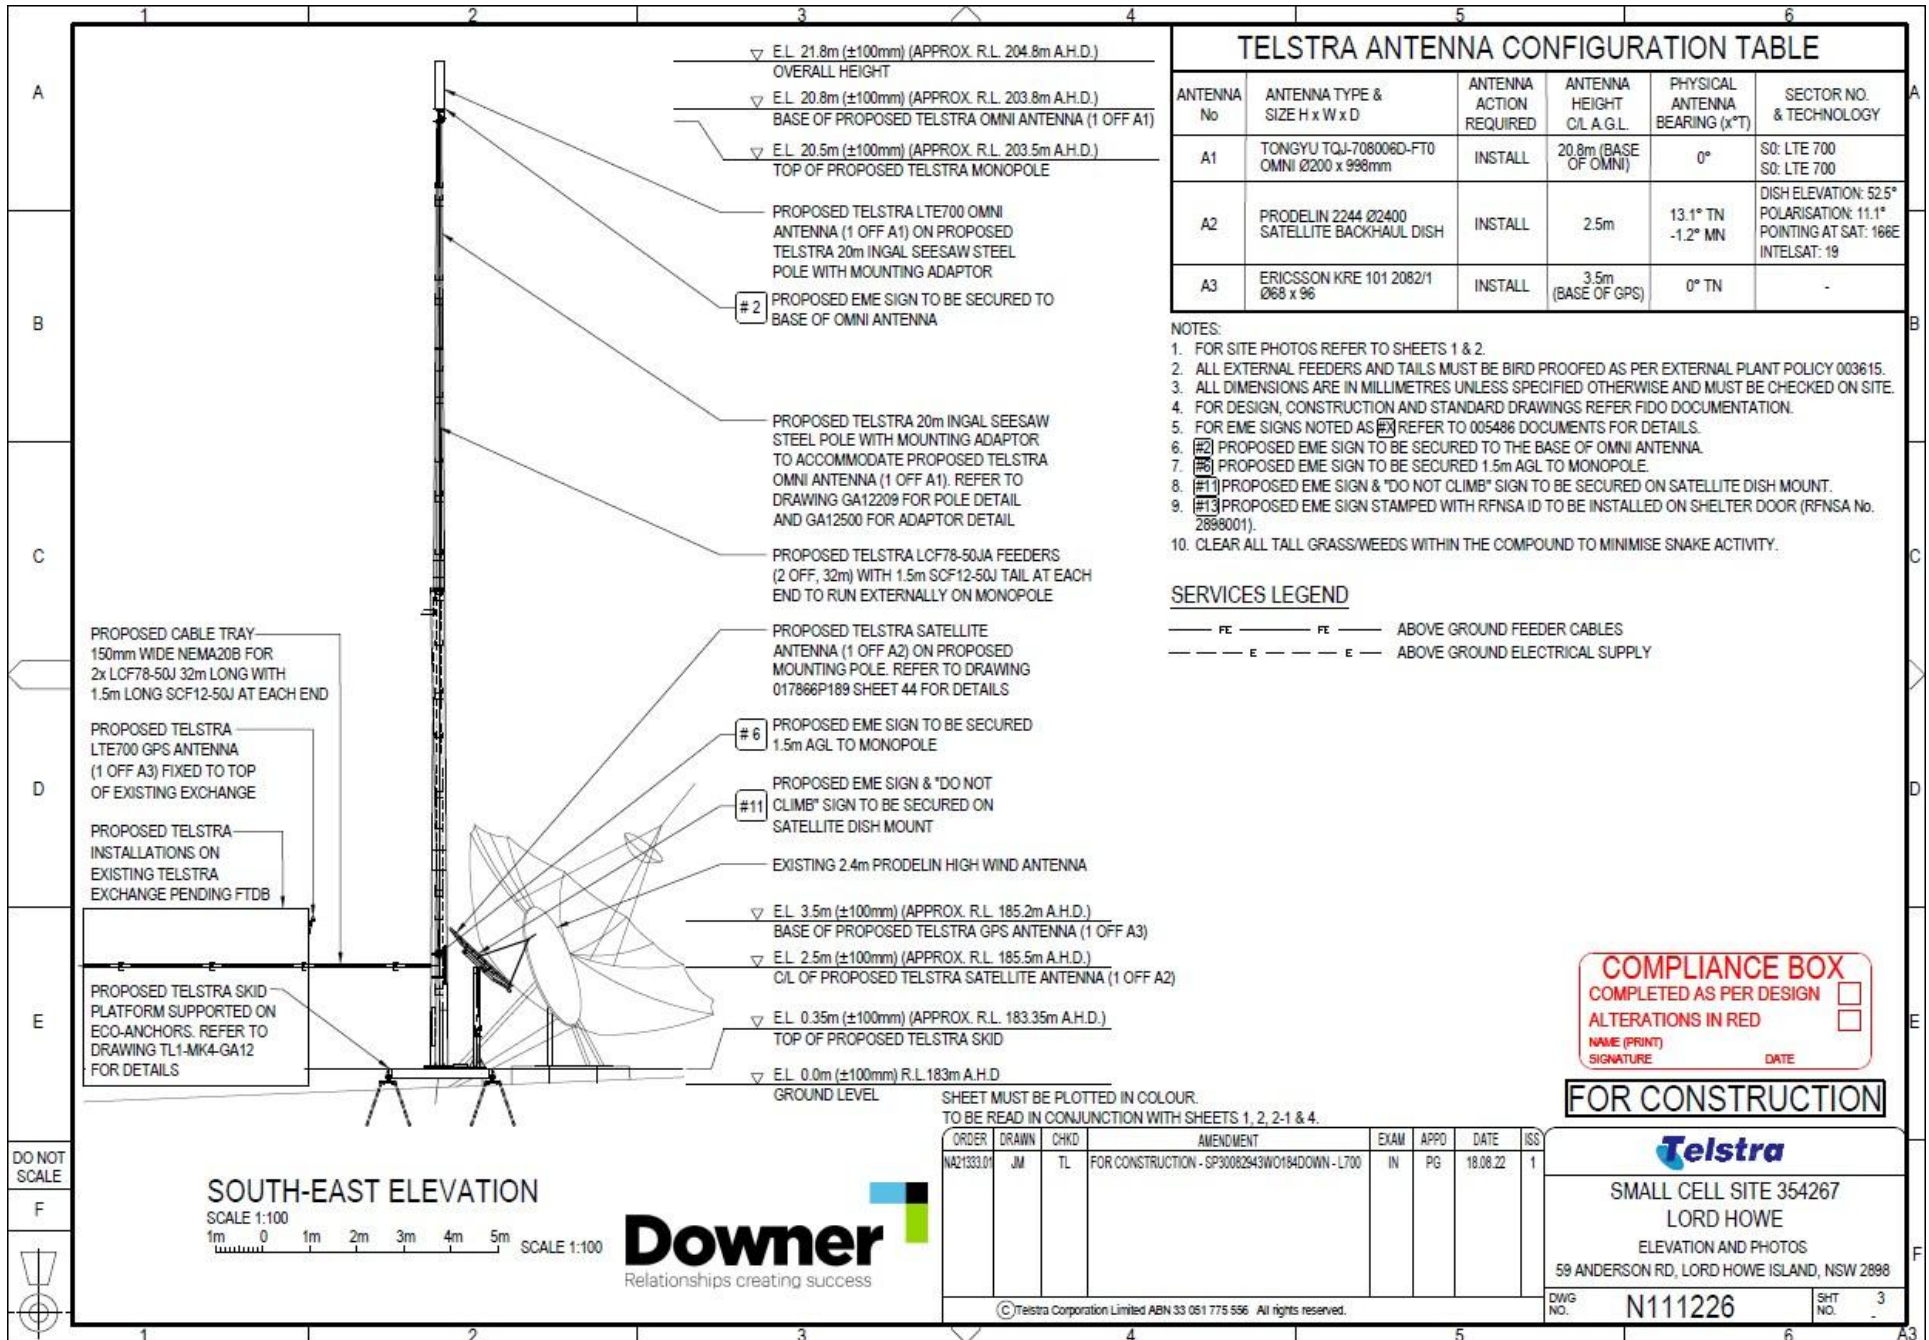 1 2 3 4 5 6
A
B
C
D
E
DO NOT
SCALE
F
E.L. 21.8m (±100mm) (APPROX. R.L. 204.8m A.H.D.)
OVERALL HEIGHT
E.L. 20.8m (±100mm) (APPROX. R.L. 203.8m A.H.D.)
BASE OF PROPOSED TELSTRA OMNI ANTENNA (1 OFF A1)
E.L. 20.5m (±100mm) (APPROX. R.L. 203.5m A.H.D.)
TOP OF PROPOSED TELSTRA MONOPOLE
PROPOSED TELSTRA LTE700 OMNI
ANTENNA (1 OFF A1) ON PROPOSED
TELSTRA 20m INGAL SEESAW STEEL
POLE WITH MOUNTING ADAPTOR
# 2 PROPOSED EME SIGN TO BE SECURED TO
BASE OF OMNI ANTENNA
PROPOSED TELSTRA 20m INGAL SEESAW
STEEL POLE WITH MOUNTING ADAPTOR
TO ACCOMMODATE PROPOSED TELSTRA
OMNI ANTENNA (1 OFF A1). REFER TO
DRAWING GA12209 FOR POLE DETAIL
AND GA12500 FOR ADAPTOR DETAIL
PROPOSED TELSTRA LCF78-50JA FEEDERS
(2 OFF, 32m) WITH 1.5m SCF12-50J TAIL AT EACH
END TO RUN EXTERNALLY ON MONOPOLE
PROPOSED TELSTRA SATELLITE
ANTENNA (1 OFF A2) ON PROPOSED
MOUNTING POLE. REFER TO DRAWING
017866P189 SHEET 44 FOR DETAILS
# 6 PROPOSED EME SIGN TO BE SECURED
1.5m AGL TO MONOPOLE
PROPOSED EME SIGN & "DO NOT
#11 CLIMB" SIGN TO BE SECURED ON
SATELLITE DISH MOUNT
EXISTING 2.4m PRODELIN HIGH WIND ANTENNA
E.L. 3.5m (±100mm) (APPROX. R.L. 185.2m A.H.D.)
BASE OF PROPOSED TELSTRA GPS ANTENNA (1 OFF A3)
E.L. 2.5m (±100mm) (APPROX. R.L. 185.5m A.H.D.)
C/L OF PROPOSED TELSTRA SATELLITE ANTENNA (1 OFF A2)
E.L. 0.35m (±100mm) (APPROX. R.L. 183.35m A.H.D.)
TOP OF PROPOSED TELSTRA SKID
E.L. 0.0m (±100mm) R.L.183m A.H.D
GROUND LEVEL
PROPOSED CABLE TRAY
150mm WIDE NEMA20B FOR
2x LCF78-50J 32m LONG WITH
1.5m LONG SCF12-50J AT EACH END
PROPOSED TELSTRA
LTE700 GPS ANTENNA
(1 OFF A3) FIXED TO TOP
OF EXISTING EXCHANGE
PROPOSED TELSTRA
INSTALLATIONS ON
EXISTING TELSTRA
EXCHANGE PENDING FTDB
E E E E
PROPOSED TELSTRA SKID
PLATFORM SUPPORTED ON
ECO-ANCHORS. REFER TO
DRAWING TL1-MK4-GA12
FOR DETAILS
SOUTH-EAST ELEVATION
SCALE 1:100
1m 0 1m 2m 3m 4m 5m SCALE 1:100
Downer
Relationships creating success
TELSTRA ANTENNA CONFIGURATION TABLE
ANTENNA No ANTENNA TYPE & SIZE H x W x D ANTENNA ACTION REQUIRED ANTENNA HEIGHT C/L A.G.L. PHYSICAL ANTENNA BEARING (x°T) SECTOR NO. & TECHNOLOGY
A1 TONGYU TQJ-708006D-FT0 OMNI Ø200 x 998mm INSTALL 20.8m (BASE OF OMNI) 0° S0: LTE 700 S0: LTE 700
A2 PRODELIN 2244 Ø2400 SATELLITE BACKHAUL DISH INSTALL 2.5m 13.1° TN -1.2° MN DISH ELEVATION: 52.5° POLARISATION: 11.1° POINTING AT SAT: 166E INTELSAT: 19
A3 ERICSSON KRE 101 2082/1 Ø68 x 96 INSTALL 3.5m (BASE OF GPS) 0° TN -
NOTES:
1. FOR SITE PHOTOS REFER TO SHEETS 1 & 2.
2. ALL EXTERNAL FEEDERS AND TAILS MUST BE BIRD PROOFED AS PER EXTERNAL PLANT POLICY 003615.
3. ALL DIMENSIONS ARE IN MILLIMETRES UNLESS SPECIFIED OTHERWISE AND MUST BE CHECKED ON SITE.
4. FOR DESIGN, CONSTRUCTION AND STANDARD DRAWINGS REFER FIDO DOCUMENTATION.
5. FOR EME SIGNS NOTED AS #X REFER TO 005486 DOCUMENTS FOR DETAILS.
6. #2 PROPOSED EME SIGN TO BE SECURED TO THE BASE OF OMNI ANTENNA.
7. #6 PROPOSED EME SIGN TO BE SECURED 1.5m AGL TO MONOPOLE.
8. #11 PROPOSED EME SIGN & "DO NOT CLIMB" SIGN TO BE SECURED ON SATELLITE DISH MOUNT.
9. #13 PROPOSED EME SIGN STAMPED WITH RFNSA ID TO BE INSTALLED ON SHELTER DOOR (RFNSA No.
2898001).
10. CLEAR ALL TALL GRASS/WEEDS WITHIN THE COMPOUND TO MINIMISE SNAKE ACTIVITY.
SERVICES LEGEND
FE FE ABOVE GROUND FEEDER CABLES
E E ABOVE GROUND ELECTRICAL SUPPLY
COMPLIANCE BOX
COMPLETED AS PER DESIGN
ALTERATIONS IN RED
NAME (PRINT)
SIGNATURE DATE
FOR CONSTRUCTION
SHEET MUST BE PLOTTED IN COLOUR.
TO BE READ IN CONJUNCTION WITH SHEETS 1, 2, 2-1 & 4.
ORDER DRAWN CHKD AMENDMENT EXAM APPD DATE ISS
NA21333.01 JM TL FOR CONSTRUCTION - SP30082943WO184DOWN - L700 IN PG 18.08.22 1
© Telstra Corporation Limited ABN 33 051 775 556 All rights reserved.
Telstra
SMALL CELL SITE 354267
LORD HOWE
ELEVATION AND PHOTOS
59 ANDERSON RD, LORD HOWE ISLAND, NSW 2898
DWG NO. N111226 SHT NO. 3
-
A
B
C
D
E
F
1 2 3 4 5 6 A3